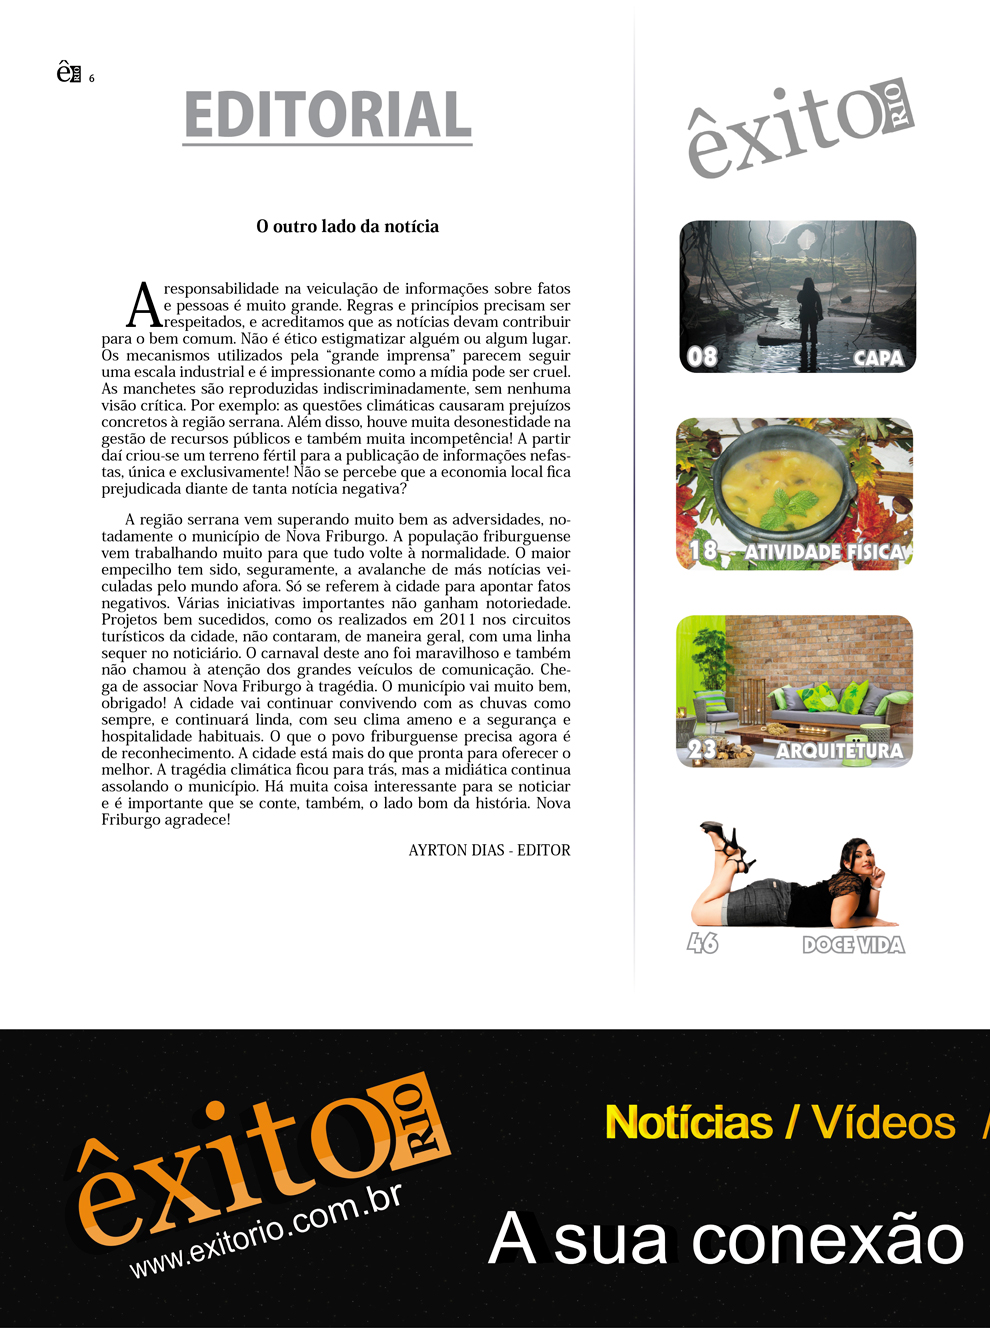 ê RIO 6
EDITORIAL
O outro lado da notícia
A responsabilidade na veiculação de informações sobre fatos
e pessoas é muito grande. Regras e princípios precisam ser
respeitados, e acreditamos que as notícias devam contribuir
para o bem comum. Não é ético estigmatizar alguém ou algum lugar.
Os mecanismos utilizados pela “grande imprensa” parecem seguir
uma escala industrial e é impressionante como a mídia pode ser cruel.
As manchetes são reproduzidas indiscriminadamente, sem nenhuma
visão crítica. Por exemplo: as questões climáticas causaram prejuízos
concretos à região serrana. Além disso, houve muita desonestidade na
gestão de recursos públicos e também muita incompetência! A partir
daí criou-se um terreno fértil para a publicação de informações nefas-
tas, única e exclusivamente! Não se percebe que a economia local fica
prejudicada diante de tanta notícia negativa?
A região serrana vem superando muito bem as adversidades, no-
tadamente o município de Nova Friburgo. A população friburguense
vem trabalhando muito para que tudo volte à normalidade. O maior
empecilho tem sido, seguramente, a avalanche de más notícias vei-
culadas pelo mundo afora. Só se referem à cidade para apontar fatos
negativos. Várias iniciativas importantes não ganham notoriedade.
Projetos bem sucedidos, como os realizados em 2011 nos circuitos
turísticos da cidade, não contaram, de maneira geral, com uma linha
sequer no noticiário. O carnaval deste ano foi maravilhoso e também
não chamou à atenção dos grandes veículos de comunicação. Che-
ga de associar Nova Friburgo à tragédia. O município vai muito bem,
obrigado! A cidade vai continuar convivendo com as chuvas como
sempre, e continuará linda, com seu clima ameno e a segurança e
hospitalidade habituais. O que o povo friburguense precisa agora é
de reconhecimento. A cidade está mais do que pronta para oferecer o
melhor. A tragédia climática ficou para trás, mas a midiática continua
assolando o município. Há muita coisa interessante para se noticiar
e é importante que se conte, também, o lado bom da história. Nova
Friburgo agradece!
AYRTON DIAS - EDITOR
êxito RIO
08 CAPA
18 ATIVIDADE FÍSICA
23 ARQUITETURA
46 DOCE VIDA
êxito RIO
www.exitorio.com.br
Notícias / Vídeos /
A sua conexão